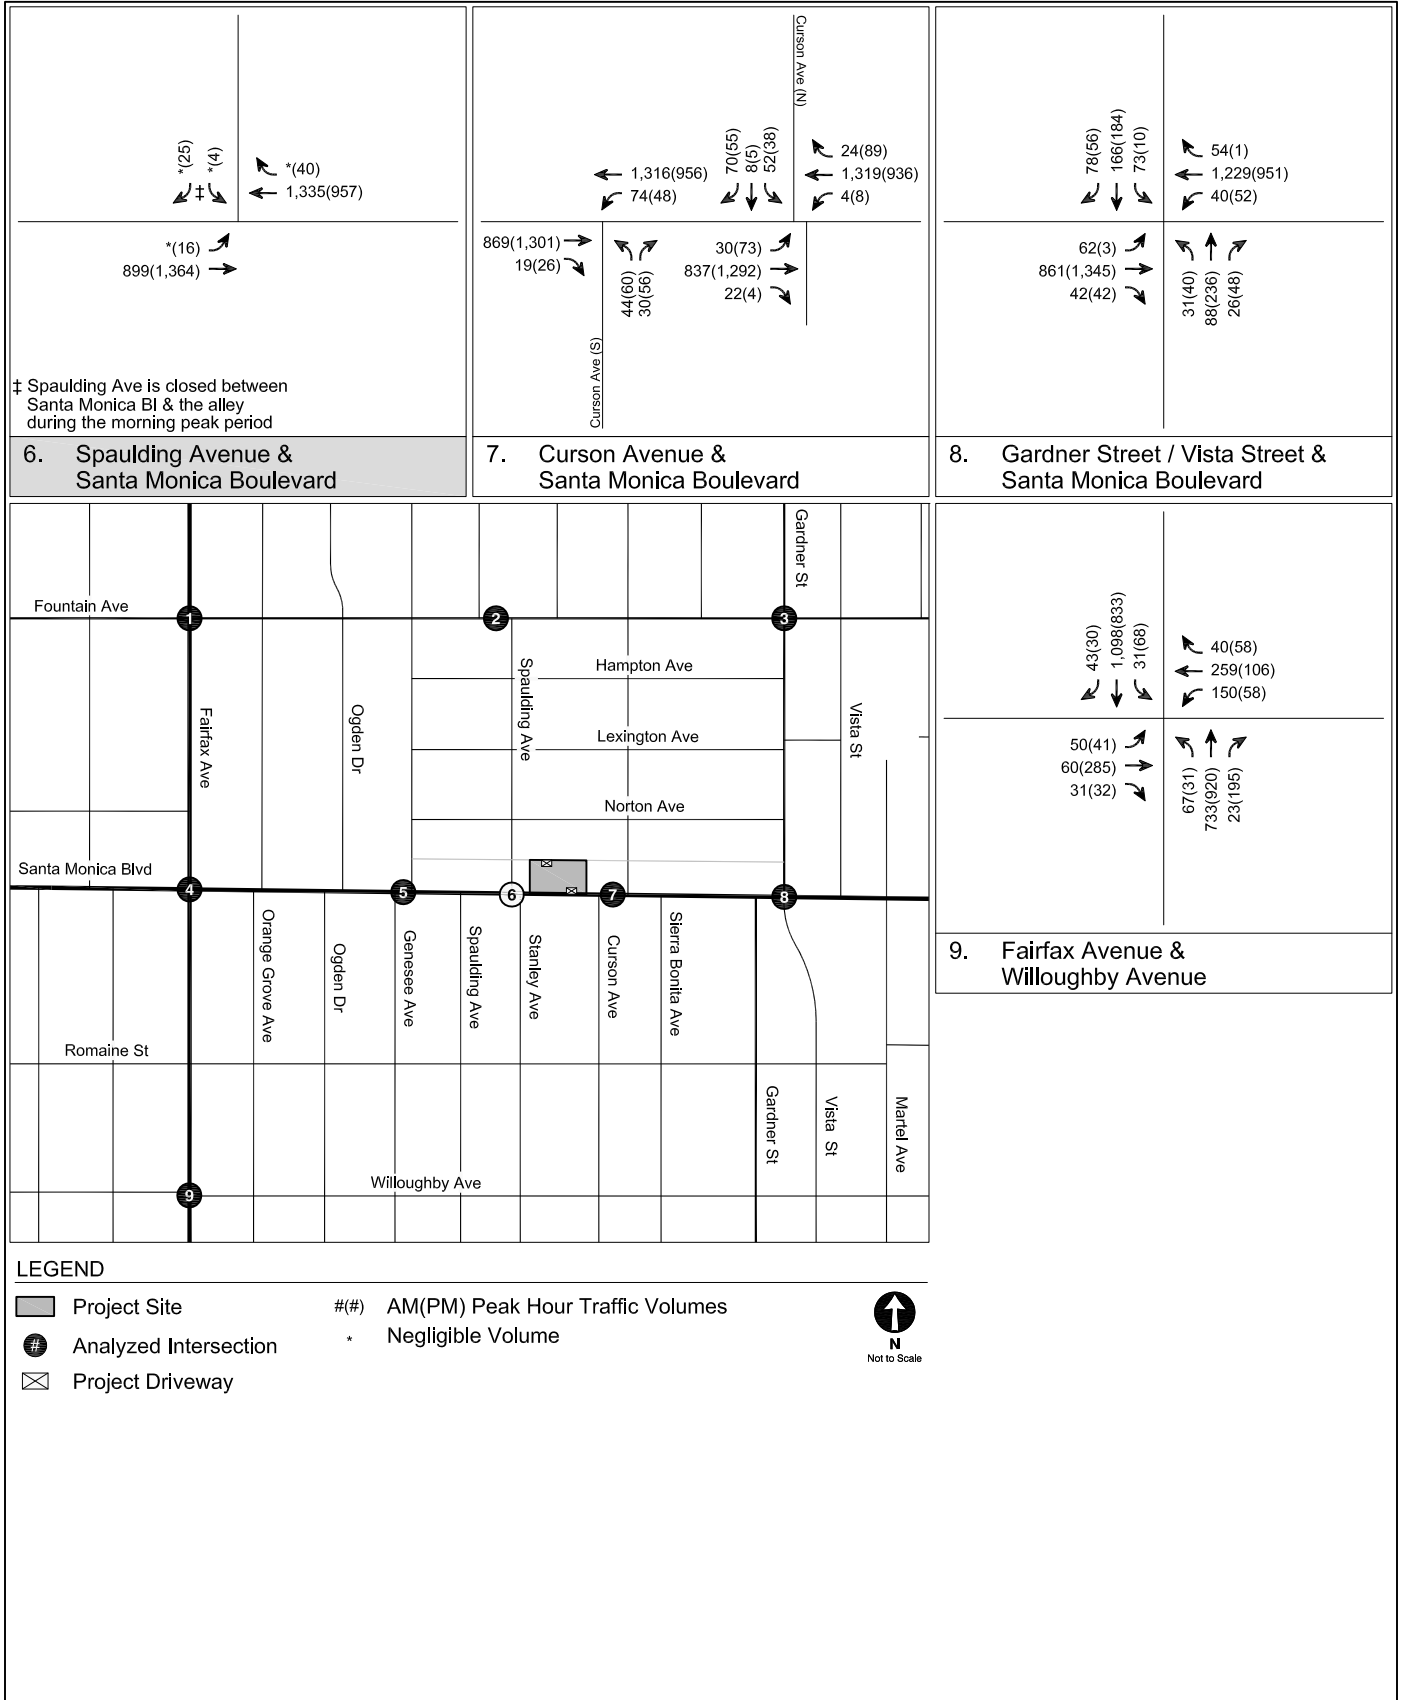 *(25)
*(4)
‡
*(40)
1,335(957)
*(16)
899(1,364)
‡ Spaulding Ave is closed between
Santa Monica Bl & the alley
during the morning peak period
6. Spaulding Avenue &
Santa Monica Boulevard
Curson Ave (N)
1,316(956)
74(48)
70(55)
8(5)
52(38)
24(89)
1,319(936)
4(8)
869(1,301)
19(26)
44(60)
30(56)
30(73)
837(1,292)
22(4)
Curson Ave (S)
7. Curson Avenue &
Santa Monica Boulevard
78(56)
166(184)
73(10)
54(1)
1,229(951)
40(52)
62(3)
861(1,345)
42(42)
31(40)
88(236)
26(48)
8. Gardner Street / Vista Street &
Santa Monica Boulevard
Gardner St
Fountain Ave
1
2
3
Hampton Ave
Spaulding Ave
Fairfax Ave
Ogden Dr
Vista St
Lexington Ave
Norton Ave
Santa Monica Blvd
4
5
6
7
8
Orange Grove Ave
Ogden Dr
Genesee Ave
Spaulding Ave
Stanley Ave
Curson Ave
Sierra Bonita Ave
Romaine St
Gardner St
Vista St
Martel Ave
Willoughby Ave
9
43(30)
1,098(833)
31(68)
40(58)
259(106)
150(58)
50(41)
60(285)
31(32)
67(31)
733(920)
23(195)
9. Fairfax Avenue &
Willoughby Avenue
LEGEND
Project Site
#(#) AM(PM) Peak Hour Traffic Volumes
# Analyzed Intersection
* Negligible Volume
Project Driveway
N
Not to Scale